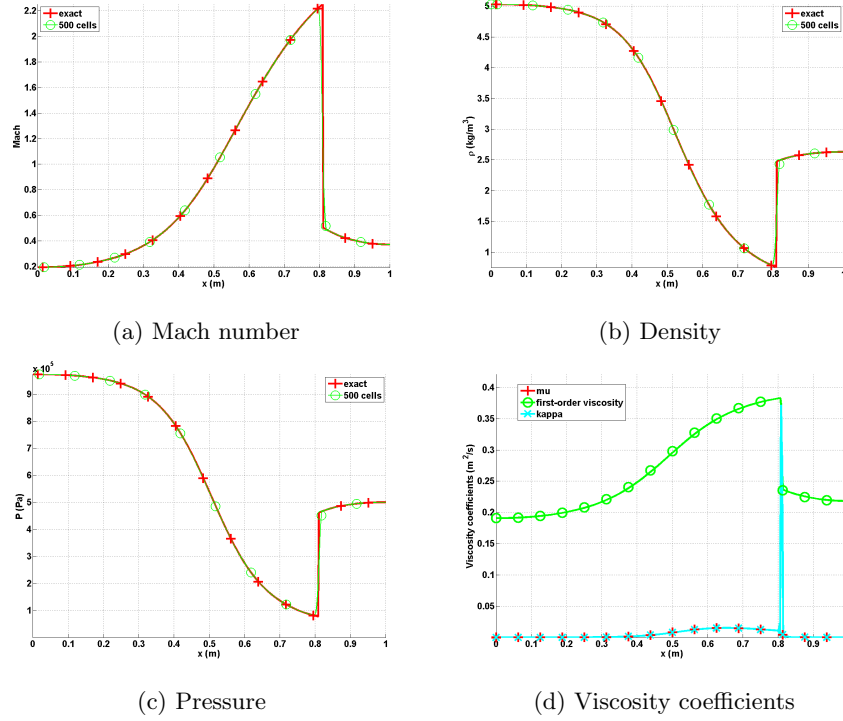 2.2
2
1.8
1.6
1.4
1.2
1
0.8
0.6
0.4
0.2
Mach
0 0.1 0.2 0.3 0.4 0.5 0.6 0.7 0.8 0.9 1
x (m)
exact
500 cells
(a) Mach number
5
4.5
4
3.5
3
2.5
2
1.5
1
ρ (kg/m³)
0 0.1 0.2 0.3 0.4 0.5 0.6 0.7 0.8 0.9 1
x (m)
exact
500 cells
(b) Density
x 10⁵
9
8
7
6
5
4
3
2
1
P (Pa)
0 0.1 0.2 0.3 0.4 0.5 0.6 0.7 0.8 0.9 1
x (m)
exact
500 cells
(c) Pressure
0.4
0.35
0.3
0.25
0.2
0.15
0.1
0.05
Viscosity coefficients (m²/s)
0 0.1 0.2 0.3 0.4 0.5 0.6 0.7 0.8 0.9
x (m)
mu
first-order viscosity
kappa
(d) Viscosity coefficients